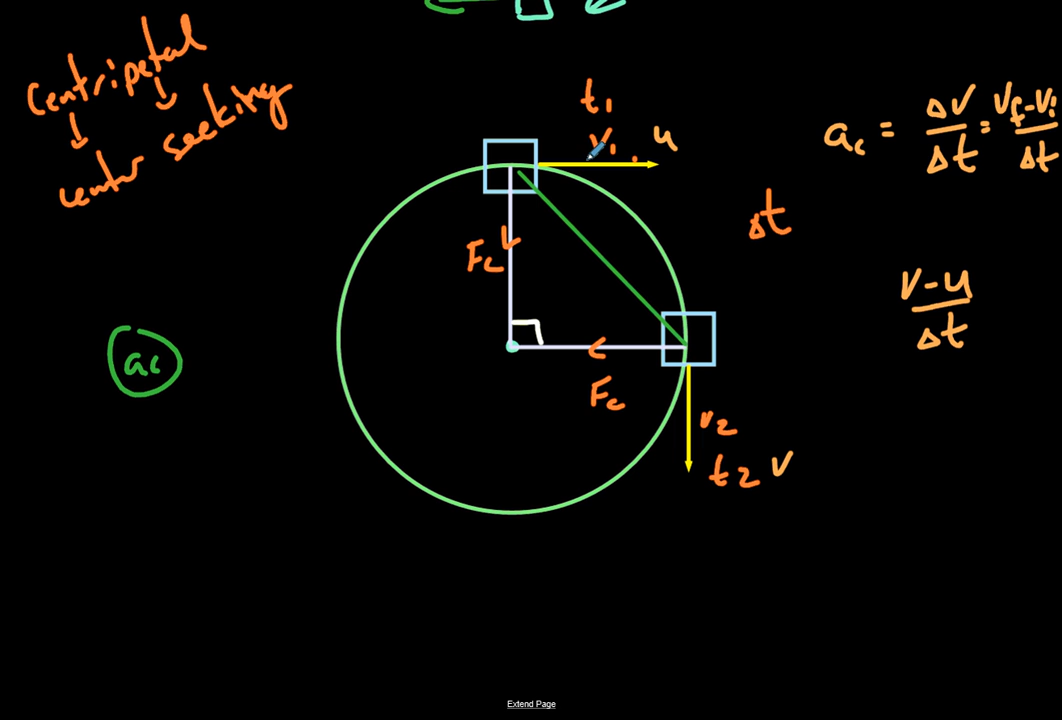 centripetal
center seeking
t₁
v₁
u
a꜀ = ΔV/Δt = Vf-Vi/Δt
Δt
Fc
V-u/Δt
ac
Fc
v2
t2 v
Extend Page